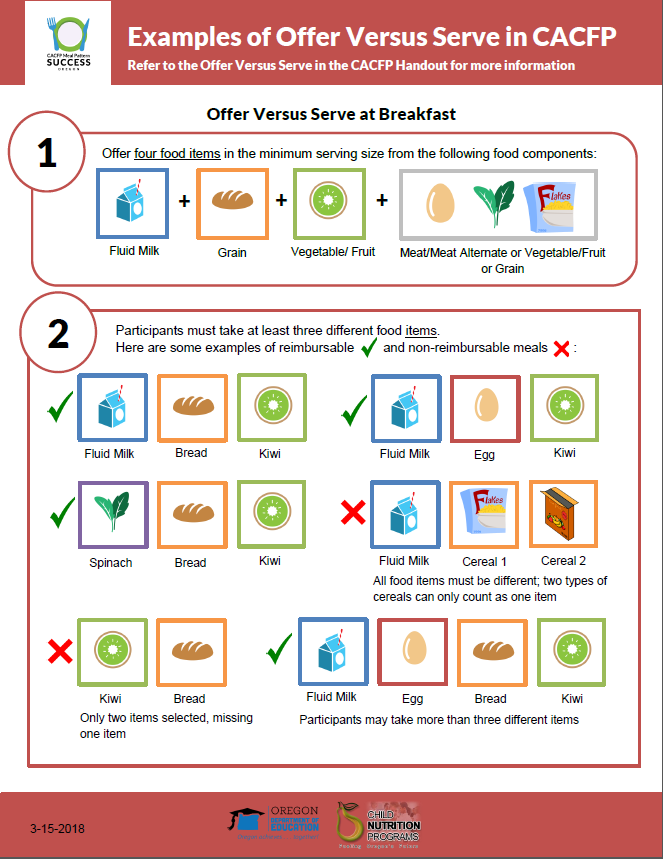 CACFP Meal Pattern
SUCCESS
OREGON
Examples of Offer Versus Serve in CACFP
Refer to the Offer Versus Serve in the CACFP Handout for more information
Offer Versus Serve at Breakfast
1
Offer four food items in the minimum serving size from the following food components:
+ + +
Flakes
Fluid Milk Grain Vegetable/ Fruit Meat/Meat Alternate or Vegetable/Fruit
or Grain
2
Participants must take at least three different food items.
Here are some examples of reimbursable ✓ and non-reimbursable meals ✗ :
Fluid Milk Bread Kiwi Fluid Milk Egg Kiwi
Flakes
Spinach Bread Kiwi Fluid Milk Cereal 1 Cereal 2
All food items must be different; two types of
cereals can only count as one item
Kiwi Bread Fluid Milk Egg Bread Kiwi
Only two items selected, missing
one item
Participants may take more than three different items
3-15-2018
OREGON
DEPARTMENT OF
EDUCATION
CHILD
NUTRITION
PROGRAMS
Feeding Oregon's Future